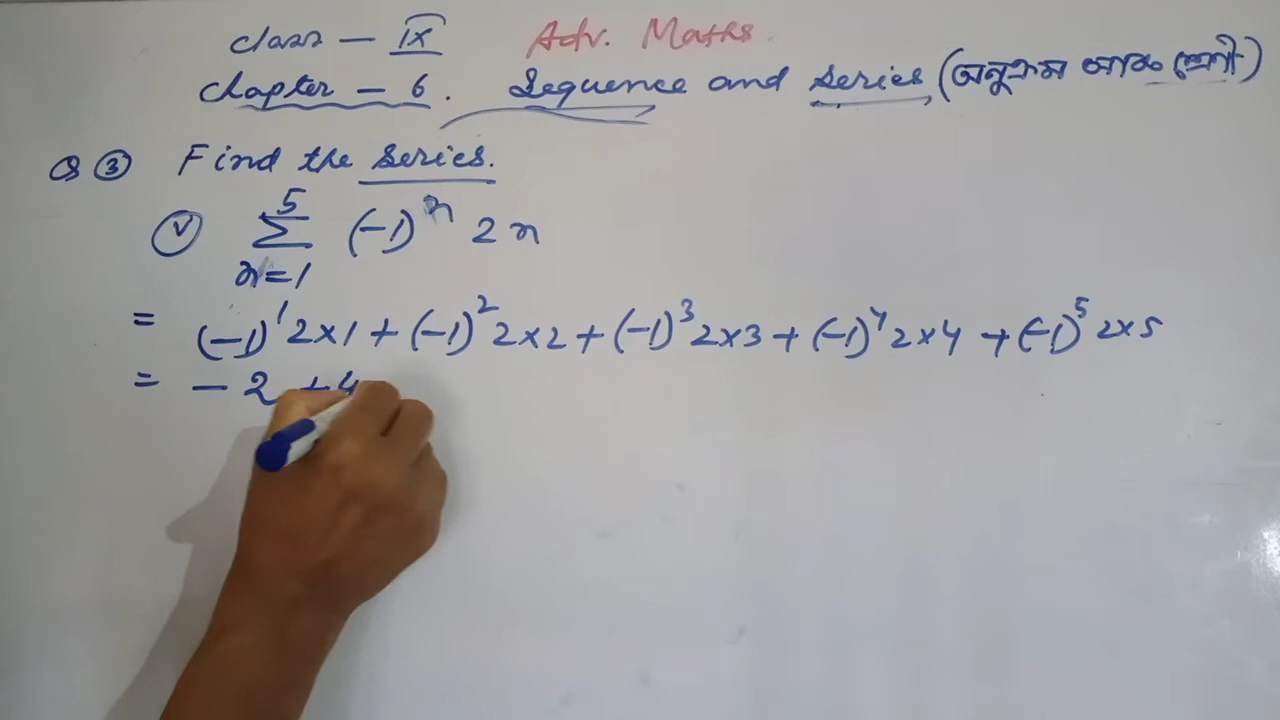 class - IX Adv. Maths.
chapter - 6. Sequence and series (অনুক্ৰম আৰু শ্ৰেণী)
Q ③ Find the series.
(v) \sum_{n=1}^{5} (-1)^n 2n
= (-1)^1 2×1 + (-1)^2 2×2 + (-1)^3 2×3 + (-1)^4 2×4 + (-1)^5 2×5
= - 2 + 4